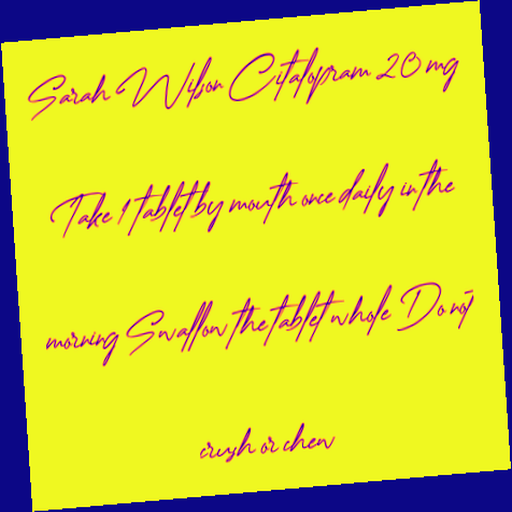 Sarah Wilson Citalopram 20 mg
Take 1 tablet by mouth once daily in the
morning Swallow the tablet whole Do not
crush or chew